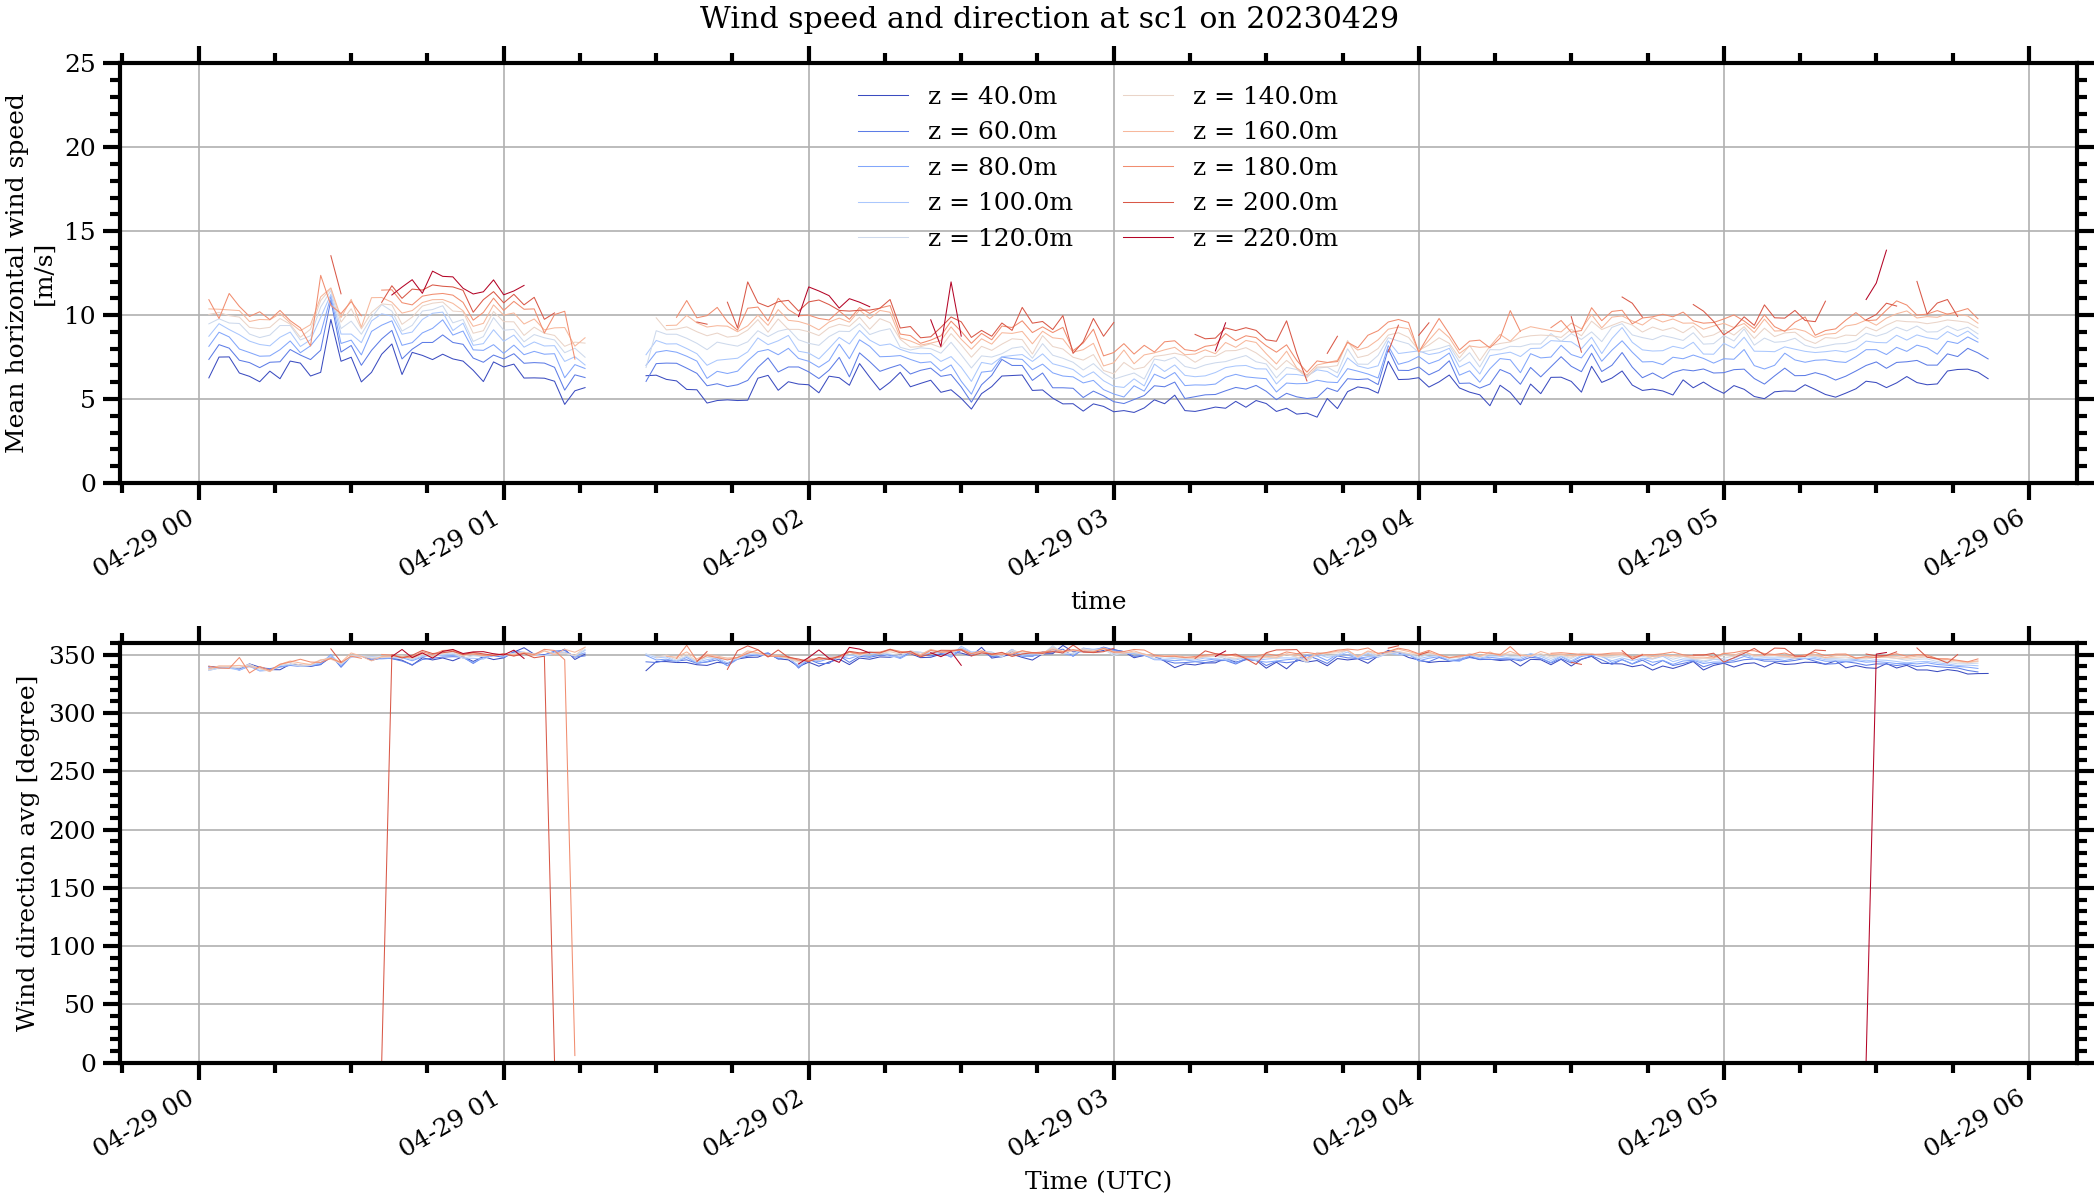 Wind speed and direction at sc1 on 20230429
Mean horizontal wind speed
[m/s]
25
20
15
10
5
0
z = 40.0m
z = 60.0m
z = 80.0m
z = 100.0m
z = 120.0m
z = 140.0m
z = 160.0m
z = 180.0m
z = 200.0m
z = 220.0m
04-29 00
04-29 01
04-29 02
04-29 03
04-29 04
04-29 05
04-29 06
time
Wind direction avg [degree]
350
300
250
200
150
100
50
0
04-29 00
04-29 01
04-29 02
04-29 03
04-29 04
04-29 05
04-29 06
Time (UTC)